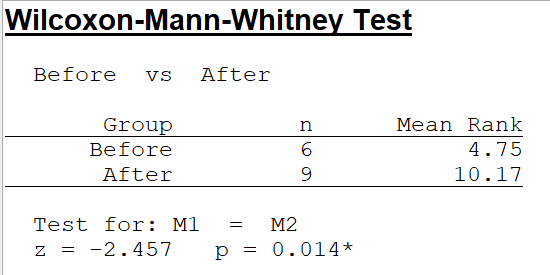 Wilcoxon-Mann-Whitney Test
Before vs After
Group n Mean Rank
Before 6 4.75
After 9 10.17
Test for: M1 = M2
z = -2.457 p = 0.014*